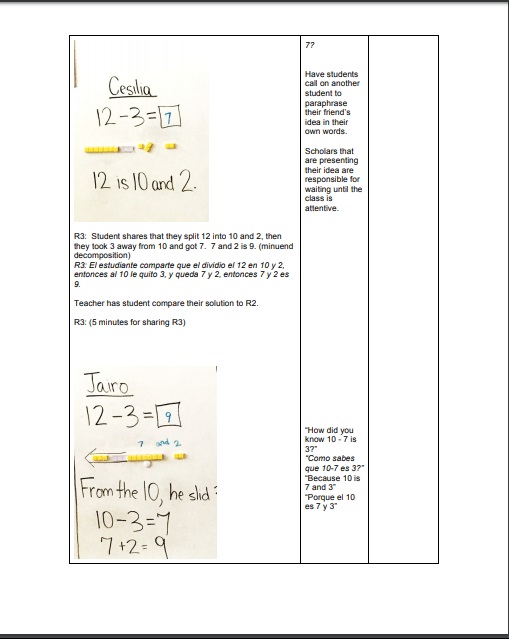 7?
Cesilia
12-3=7
12 is 10 and 2.
Have students
call on another
student to
paraphrase
their friend's
idea in their
own words.
Scholars that
are presenting
their idea are
responsible for
waiting until the
class is
attentive.
R3: Student shares that they split 12 into 10 and 2, then
they took 3 away from 10 and got 7. 7 and 2 is 9. (minuend
decomposition)
R3: El estudiante comparte que el dividio el 12 en 10 y 2,
entonces al 10 le quito 3, y queda 7 y 2, entonces 7 y 2 es
9.
Teacher has student compare their solution to R2.
R3: (5 minutes for sharing R3)
Jairo
12-3=9
7 and 2
From the 10, he slid
10-3=7
7+2=9
"How did you
know 10 - 7 is
3?"
"Como sabes
que 10-7 es 3?"
"Because 10 is
7 and 3"
"Porque el 10
es 7 y 3"